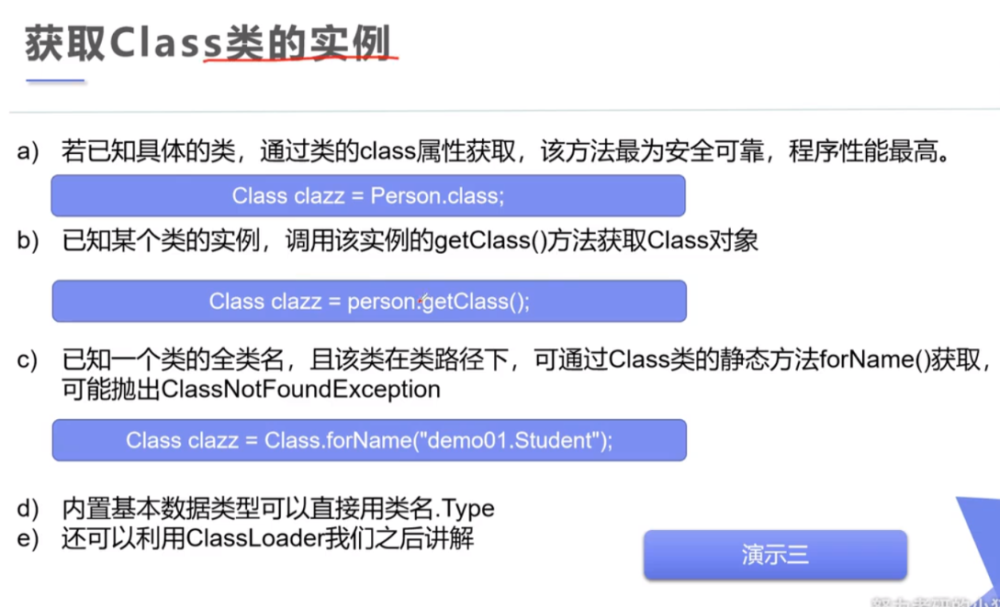 获取Class类的实例
a) 若已知具体的类，通过类的class属性获取，该方法最为安全可靠，程序性能最高。
Class clazz = Person.class;
b) 已知某个类的实例，调用该实例的getClass()方法获取Class对象
Class clazz = person.getClass();
c) 已知一个类的全类名，且该类在类路径下，可通过Class类的静态方法forName()获取，
可能抛出ClassNotFoundException
Class clazz = Class.forName("demo01.Student");
d) 内置基本数据类型可以直接用类名.Type
e) 还可以利用ClassLoader我们之后讲解
演示三